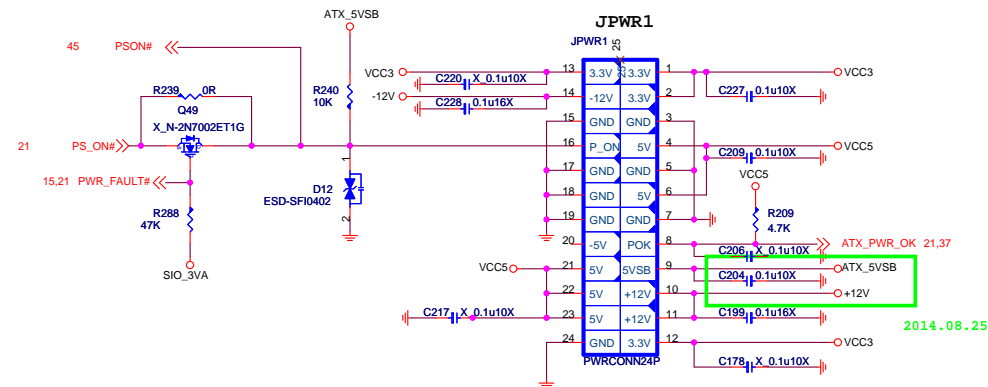 JPWR1
ATX_5VSB
45 PSON#
JPWR1
25
25
VCC3
C220 X_0.1u10X
13 3.3V 3.3V 1
VCC3
R239 0R
R240
10K
-12V
C228 0.1u16X
14 -12V 3.3V 2
C227 0.1u10X
Q49
X_N-2N7002ET1G
15 GND GND 3
21 PS_ON#
16 P_ON 5V 4
VCC5
C209 0.1u10X
1
17 GND GND 5
VCC5
15,21 PWR_FAULT#
D12
ESD-SFI0402
18 GND 5V 6
R288
47K
2
19 GND GND 7
R209
4.7K
20 -5V POK 8
ATX_PWR_OK 21,37
C206 X_0.1u10X
SIO_3VA
VCC5
21 5V 5VSB 9
ATX_5VSB
C204 0.1u10X
22 5V +12V 10
+12V
C217 X_0.1u10X
23 5V +12V 11
C199 0.1u16X
2014.08.25
24 GND 3.3V 12
VCC3
PWRCONN24P
C178 X_0.1u10X